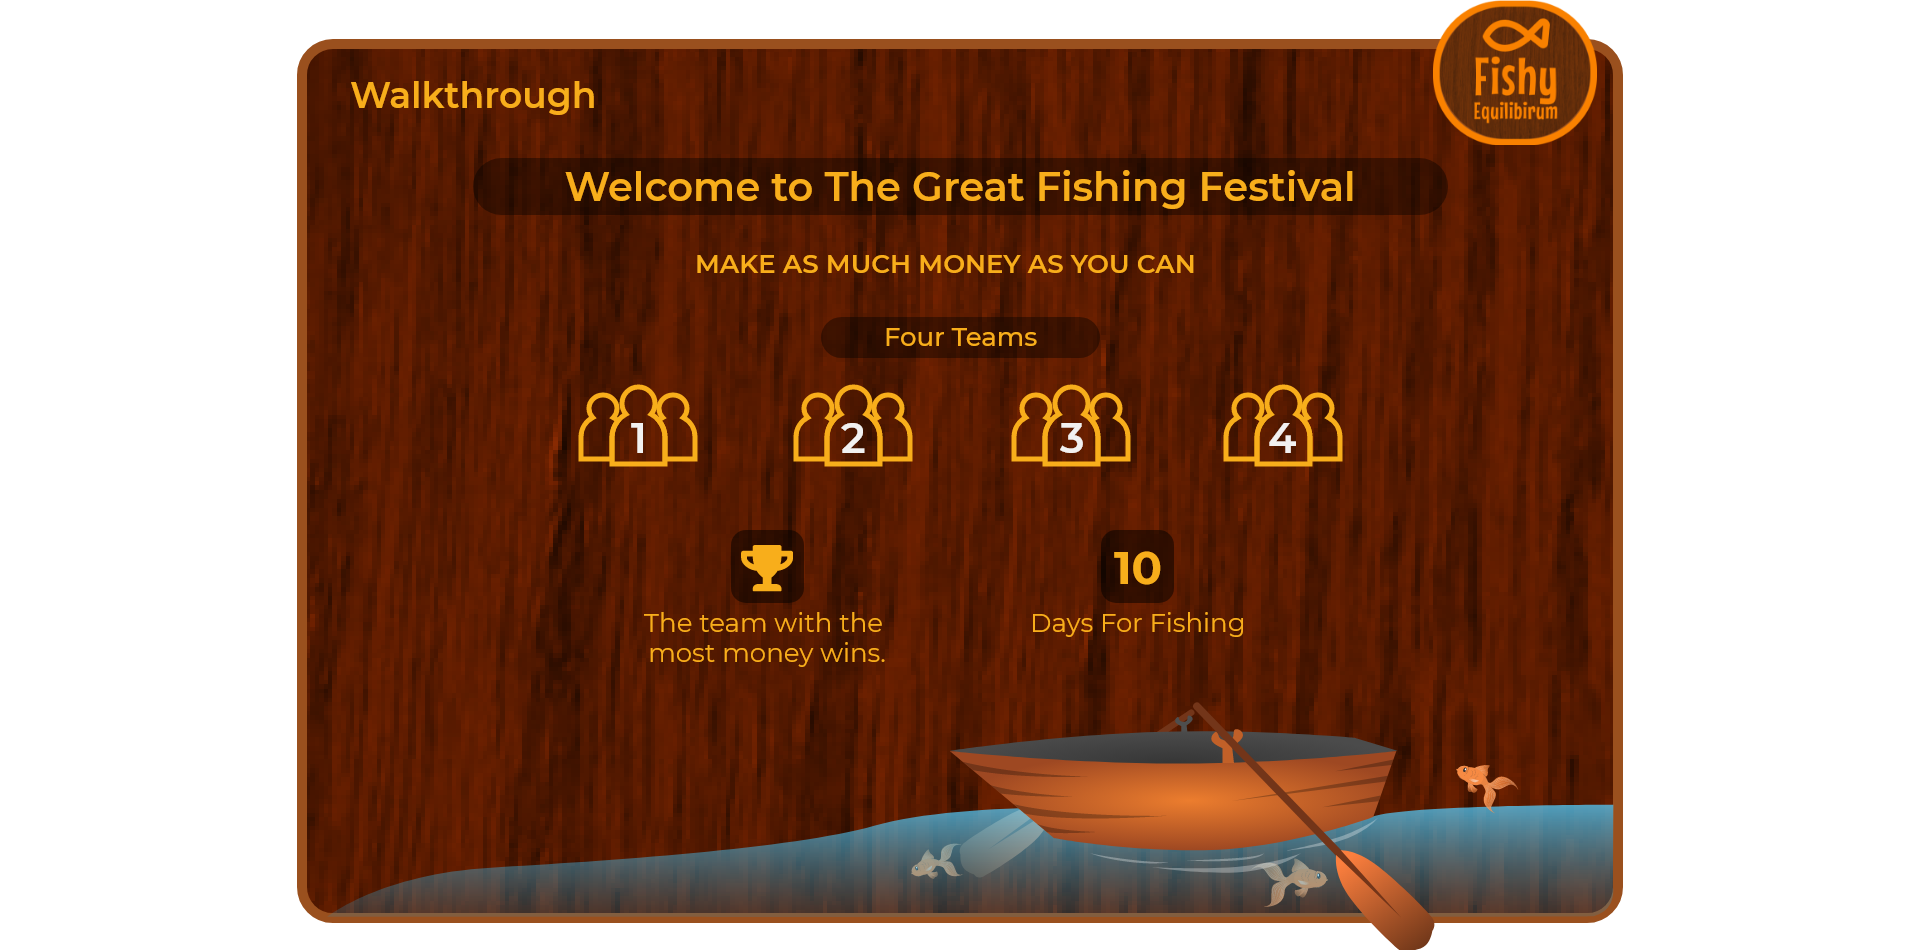 Walkthrough
Fishy
Equilibirum
Welcome to The Great Fishing Festival
MAKE AS MUCH MONEY AS YOU CAN
Four Teams
1 2 3 4
The team with the
most money wins.
10
Days For Fishing